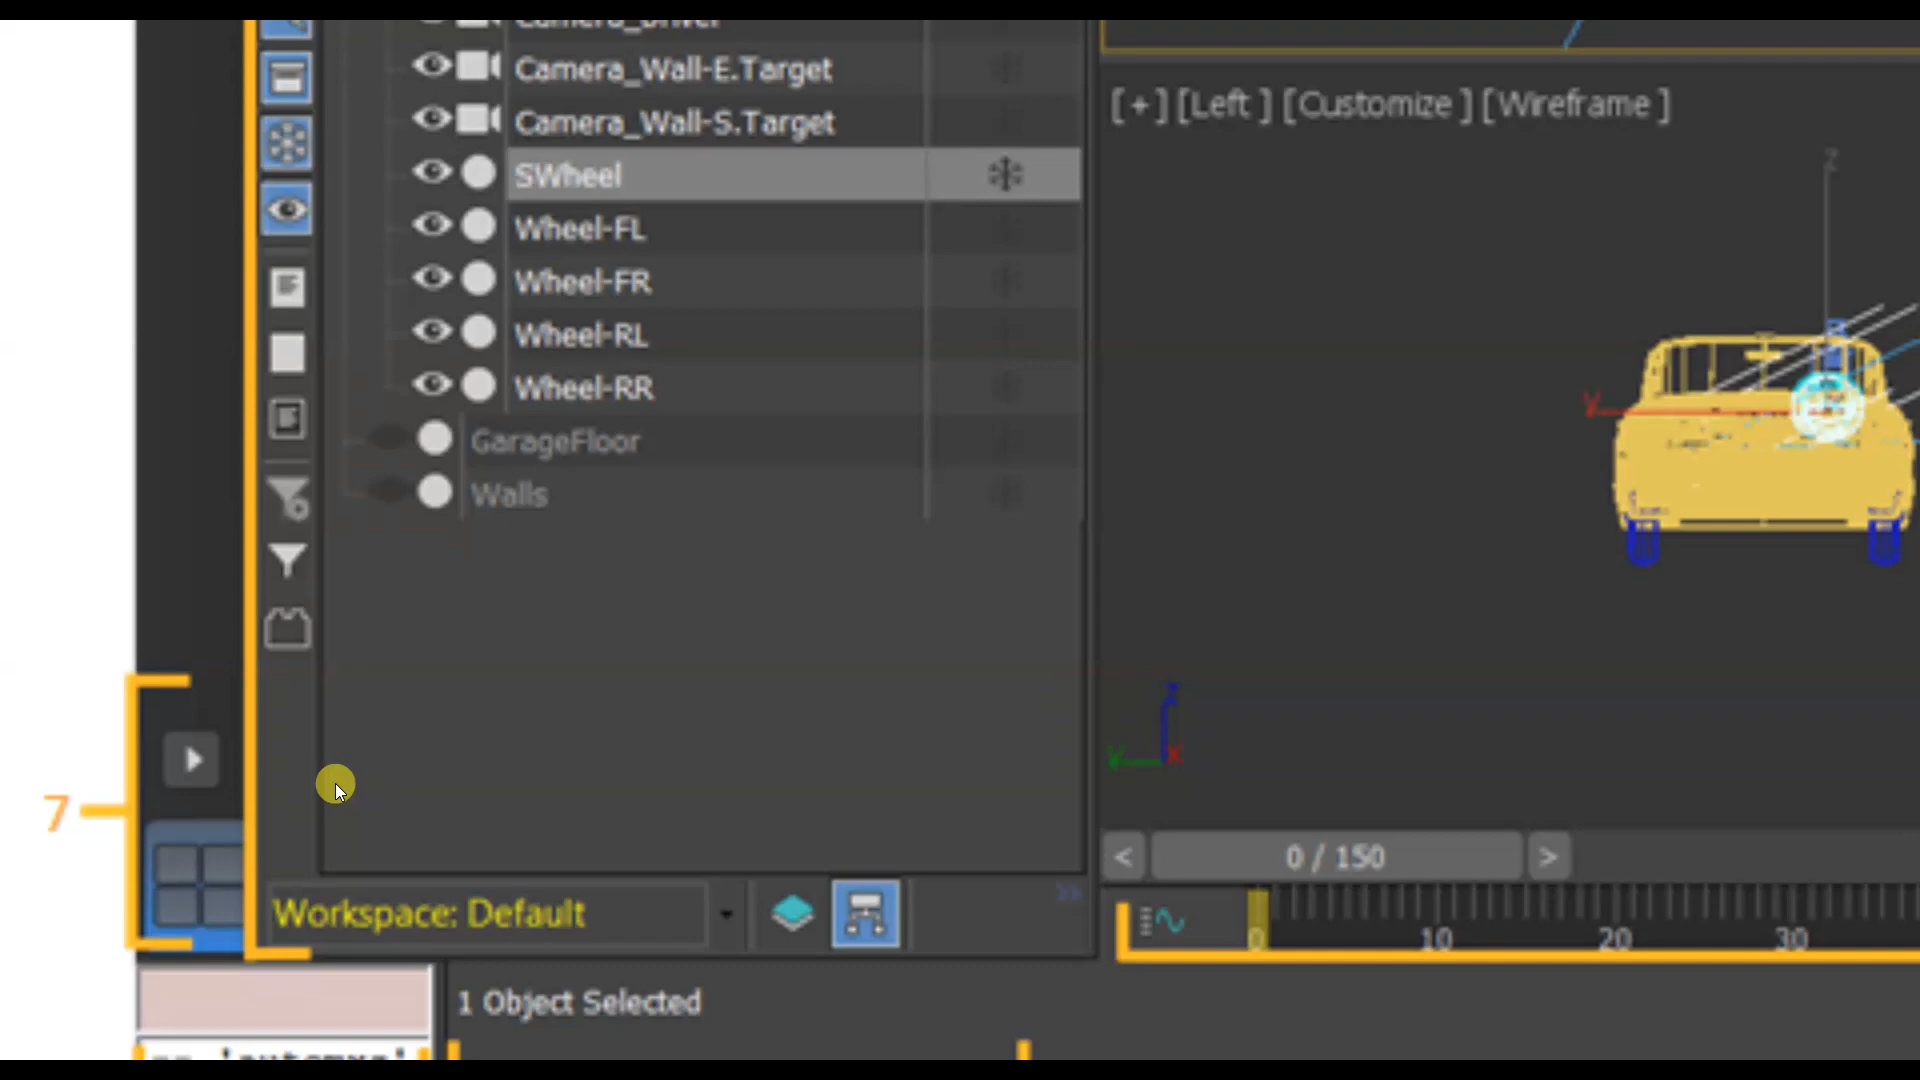 Camera_Driver
Camera_Wall-E.Target
Camera_Wall-S.Target
SWheel
Wheel-FL
Wheel-FR
Wheel-RL
Wheel-RR
GarageFloor
Walls
[+] [Left ] [Customize ] [Wireframe ]
z
y
z
y x
7
< 0 / 150 >
Workspace: Default
>>
0 10 20 30
1 Object Selected